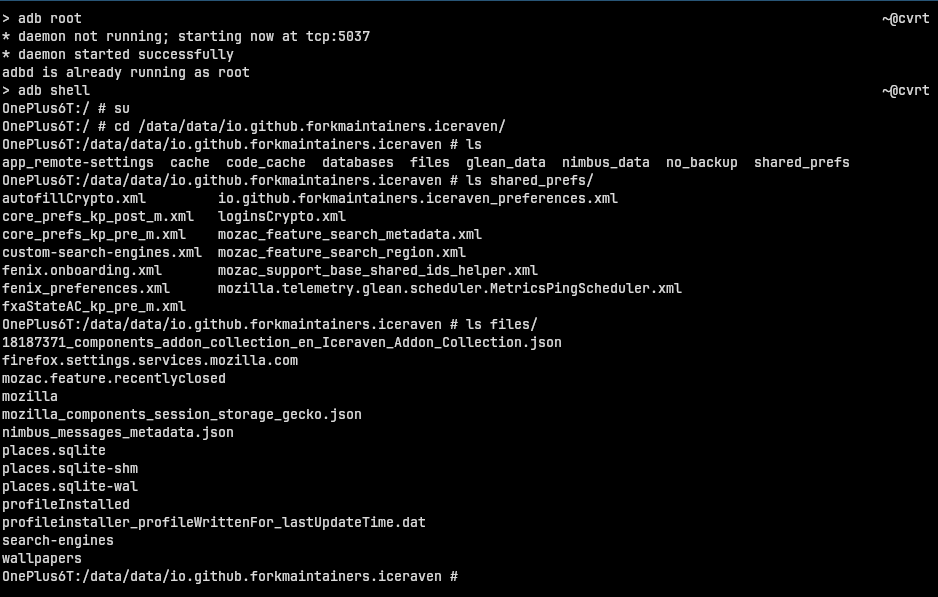 > adb root ~@cvrt
* daemon not running; starting now at tcp:5037
* daemon started successfully
adbd is already running as root
> adb shell ~@cvrt
OnePlus6T:/ # su
OnePlus6T:/ # cd /data/data/io.github.forkmaintainers.iceraven/
OnePlus6T:/data/data/io.github.forkmaintainers.iceraven # ls
app_remote-settings  cache  code_cache  databases  files  glean_data  nimbus_data  no_backup  shared_prefs
OnePlus6T:/data/data/io.github.forkmaintainers.iceraven # ls shared_prefs/
autofillCrypto.xml         io.github.forkmaintainers.iceraven_preferences.xml
core_prefs_kp_post_m.xml   loginsCrypto.xml
core_prefs_kp_pre_m.xml    mozac_feature_search_metadata.xml
custom-search-engines.xml  mozac_feature_search_region.xml
fenix.onboarding.xml       mozac_support_base_shared_ids_helper.xml
fenix_preferences.xml      mozilla.telemetry.glean.scheduler.MetricsPingScheduler.xml
fxaStateAC_kp_pre_m.xml
OnePlus6T:/data/data/io.github.forkmaintainers.iceraven # ls files/
18187371_components_addon_collection_en_Iceraven_Addon_Collection.json
firefox.settings.services.mozilla.com
mozac.feature.recentlyclosed
mozilla
mozilla_components_session_storage_gecko.json
nimbus_messages_metadata.json
places.sqlite
places.sqlite-shm
places.sqlite-wal
profileInstalled
profileinstaller_profileWrittenFor_lastUpdateTime.dat
search-engines
wallpapers
OnePlus6T:/data/data/io.github.forkmaintainers.iceraven #